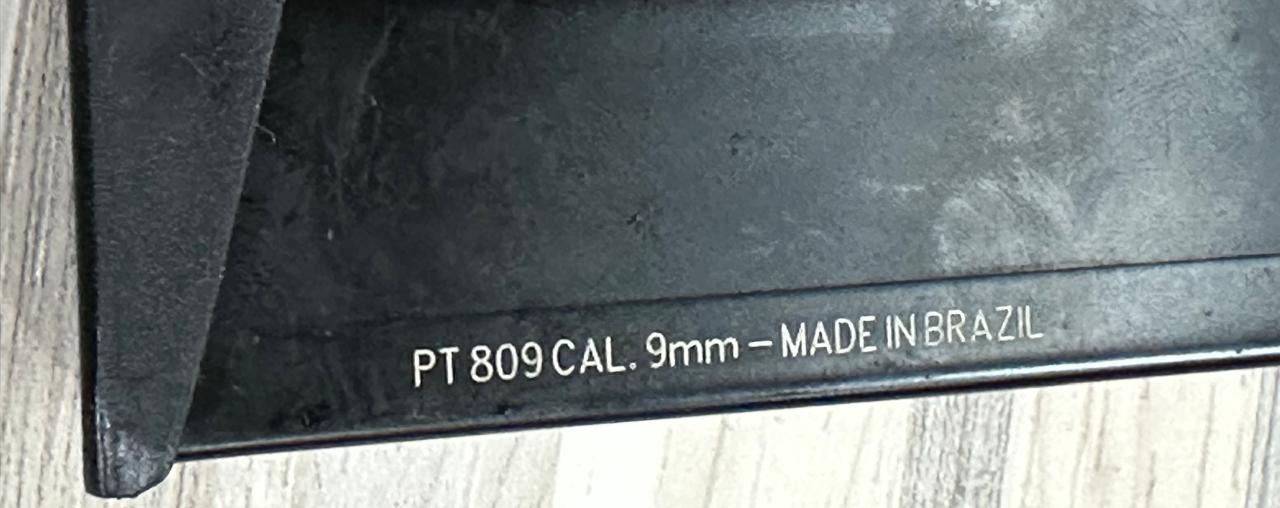 PT 809 CAL. 9mm – MADE IN BRAZIL